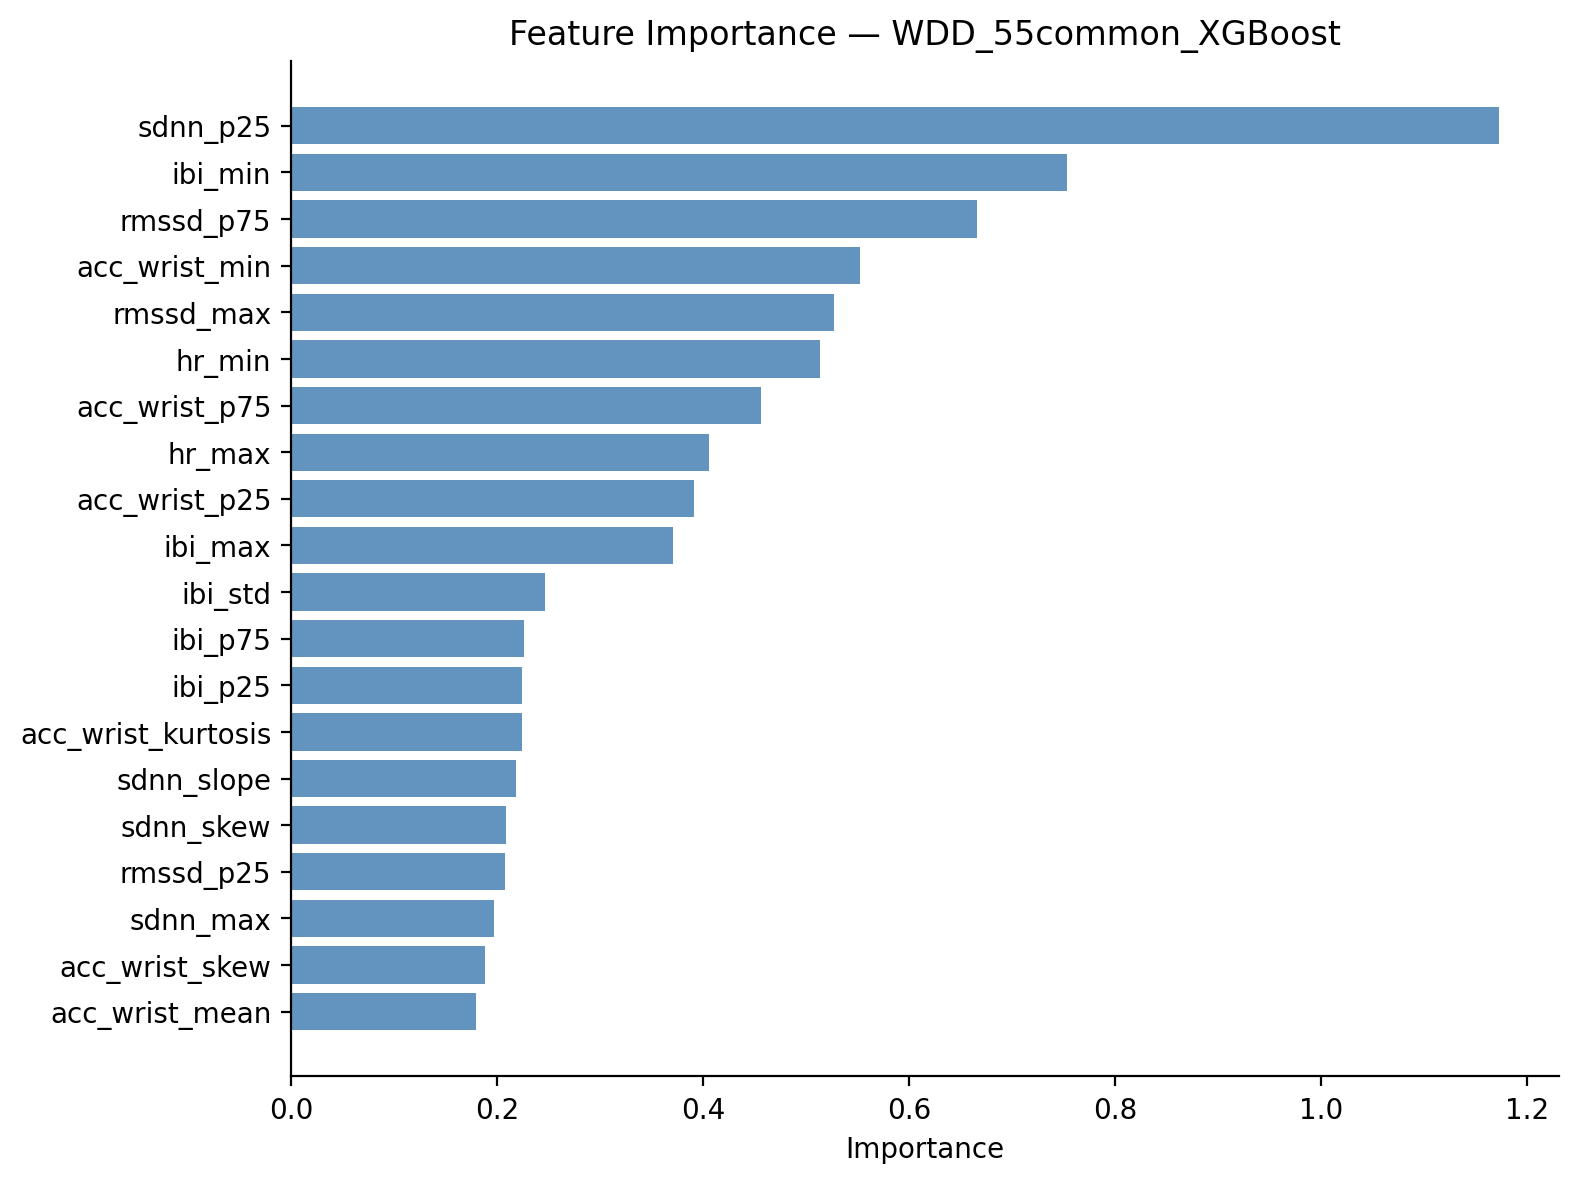 Feature Importance — WDD_55common_XGBoost
sdnn_p25
ibi_min
rmssd_p75
acc_wrist_min
rmssd_max
hr_min
acc_wrist_p75
hr_max
acc_wrist_p25
ibi_max
ibi_std
ibi_p75
ibi_p25
acc_wrist_kurtosis
sdnn_slope
sdnn_skew
rmssd_p25
sdnn_max
acc_wrist_skew
acc_wrist_mean
0.0 0.2 0.4 0.6 0.8 1.0 1.2
Importance